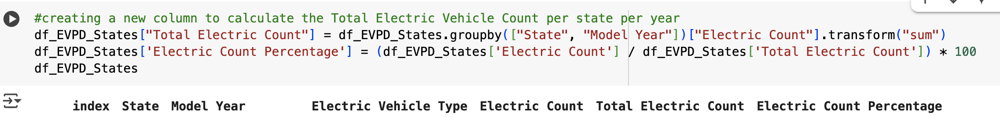 #creating a new column to calculate the Total Electric Vehicle Count per state per year
df_EVPD_States["Total Electric Count"] = df_EVPD_States.groupby(["State", "Model Year"])["Electric Count"].transform("sum")
df_EVPD_States['Electric Count Percentage'] = (df_EVPD_States['Electric Count'] / df_EVPD_States['Total Electric Count']) * 100
df_EVPD_States
index State Model Year Electric Vehicle Type Electric Count Total Electric Count Electric Count Percentage